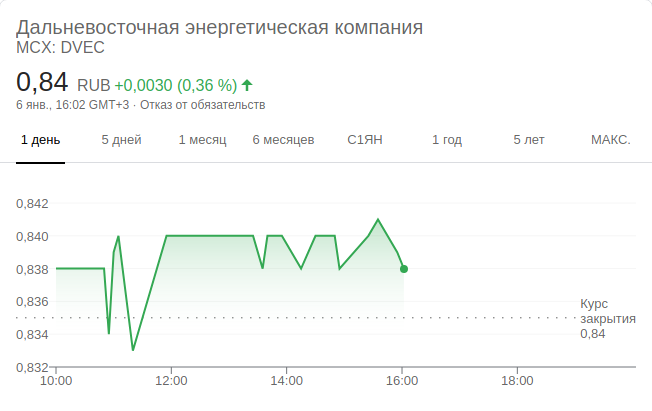 Дальневосточная энергетическая компания
MCX: DVEC
0,84 RUB +0,0030 (0,36 %)
6 янв., 16:02 GMT+3 · Отказ от обязательств
1 день 5 дней 1 месяц 6 месяцев С1ЯН 1 год 5 лет МАКС.
0,842
0,840
0,838
0,836
0,834
0,832
Курс
закрытия
0,84
10:00 12:00 14:00 16:00 18:00